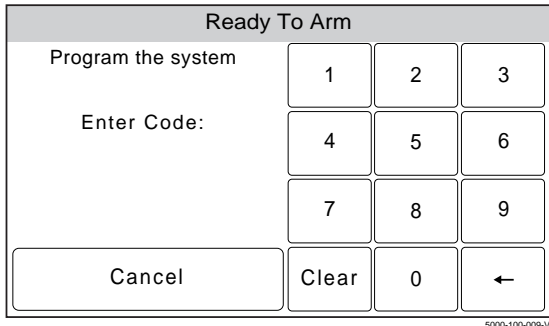 Ready To Arm
Program the system
Enter Code:
1 2 3
4 5 6
7 8 9
Cancel Clear 0 ←
5000-100-009-V